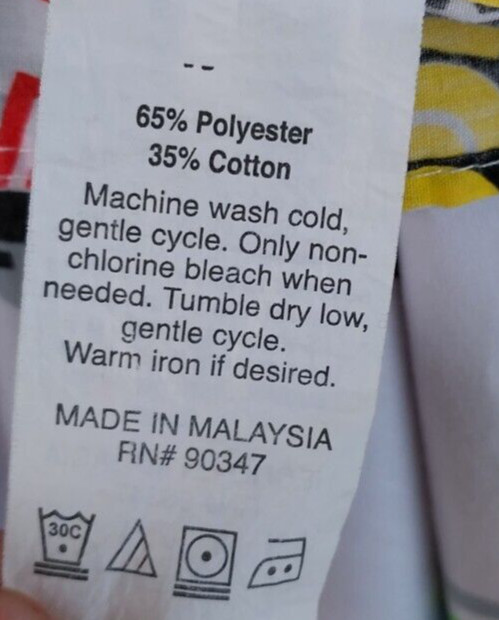 --
65% Polyester
35% Cotton
Machine wash cold,
gentle cycle. Only non-
chlorine bleach when
needed. Tumble dry low,
gentle cycle.
Warm iron if desired.
MADE IN MALAYSIA
RN# 90347
30C